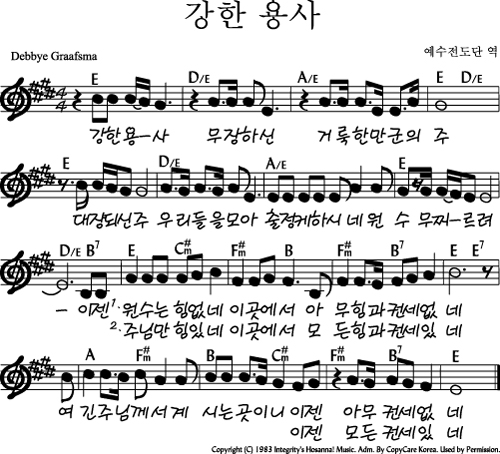 강한 용사
Debbye Graafsma
예수전도단 역
E D/E A/E E D/E
강한용–사 무장하신 거룩한만군의 주
E D/E A/E E
대장되신주 우리들을모아 출정케하시네원 수 무찌–르려
D/E B7 E C#m F#m B F#m B7 E
– 이젠 1.원수는힘없네 이곳에서 아 무힘과권세없 네
2.주님만힘있네 이곳에서 모 든힘과권세있 네
A F#m B C#m F#m B7 E
여 긴주님께서계 시는곳이니 이젠 아무 권세없 네
이젠 모든권세있 네
Copyright (C) 1983 Integrity's Hosanna! Music. Adm. By CopyCare Korea. Used by Permission.